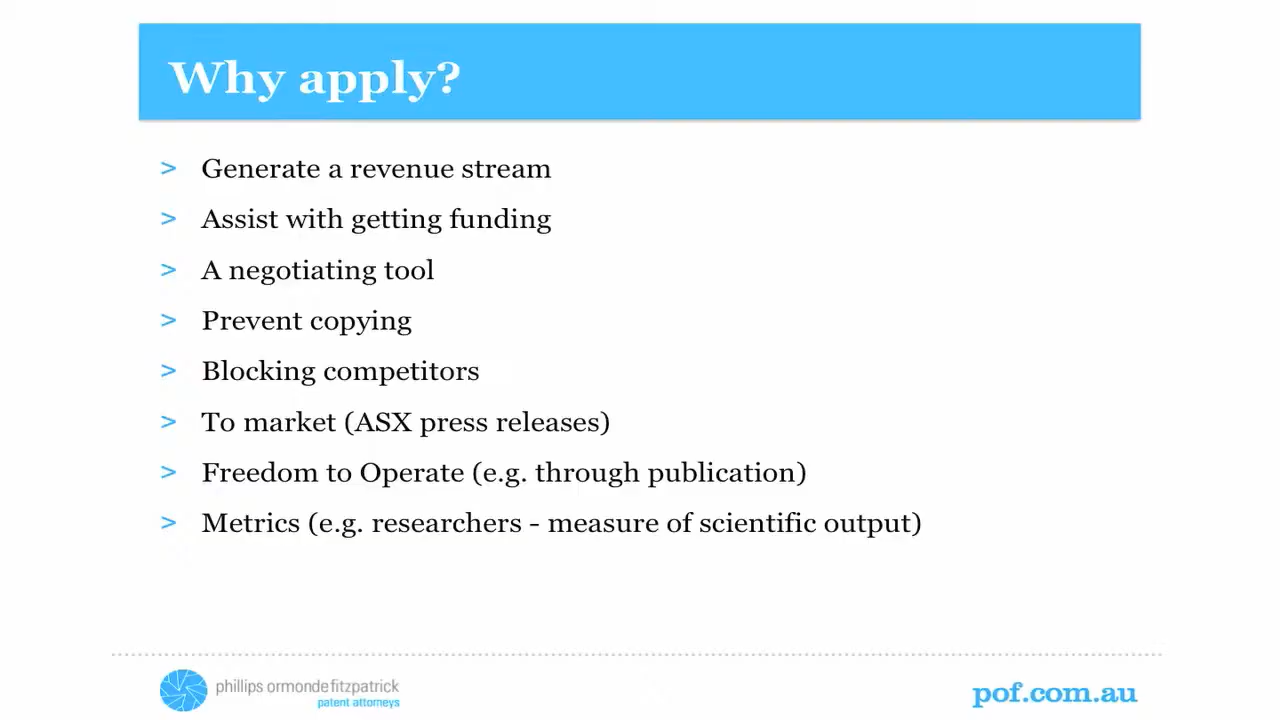 Why apply?
> Generate a revenue stream
> Assist with getting funding
> A negotiating tool
> Prevent copying
> Blocking competitors
> To market (ASX press releases)
> Freedom to Operate (e.g. through publication)
> Metrics (e.g. researchers - measure of scientific output)
phillips ormonde fitzpatrick
patent attorneys
pof.com.au